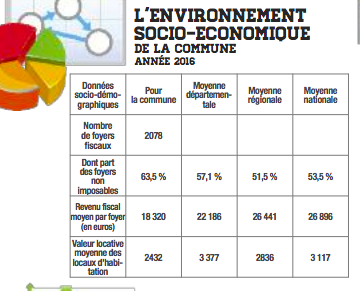 L'ENVIRONNEMENT
SOCIO-ECONOMIQUE
DE LA COMMUNE
ANNÉE 2016
Données
socio-démo-
graphiques
Pour
la commune
Moyenne
départemen-
tale
Moyenne
régionale
Moyenne
nationale
Nombre
de foyers
fiscaux
2078
Dont part
des foyers
non
imposables
63,5 %
57,1 %
51,5 %
53,5 %
Revenu fiscal
moyen par foyer
(en euros)
18 320
22 186
26 441
26 896
Valeur locative
moyenne des
locaux d'habi-
tation
2432
3 377
2836
3 117